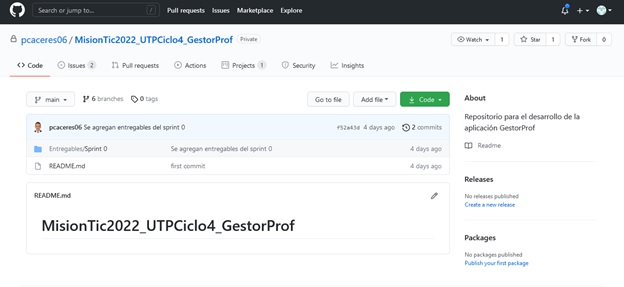 Search or jump to... /
Pull requests Issues Marketplace Explore
pcaceres06 / MisionTic2022_UTPCiclo4_GestorProf Private
Watch 1 Star 1 Fork 0
Code Issues 2 Pull requests Actions Projects 1 Security Insights
main 6 branches 0 tags Go to file Add file Code
pcaceres06 Se agregan entregables del sprint 0 f52a43d 4 days ago 2 commits
Entregables/Sprint 0 Se agregan entregables del sprint 0 4 days ago
README.md first commit 4 days ago
README.md
MisionTic2022_UTPCiclo4_GestorProf
About
Repositorio para el desarrollo de la
aplicación GestorProf
Readme
Releases
No releases published
Create a new release
Packages
No packages published
Publish your first package